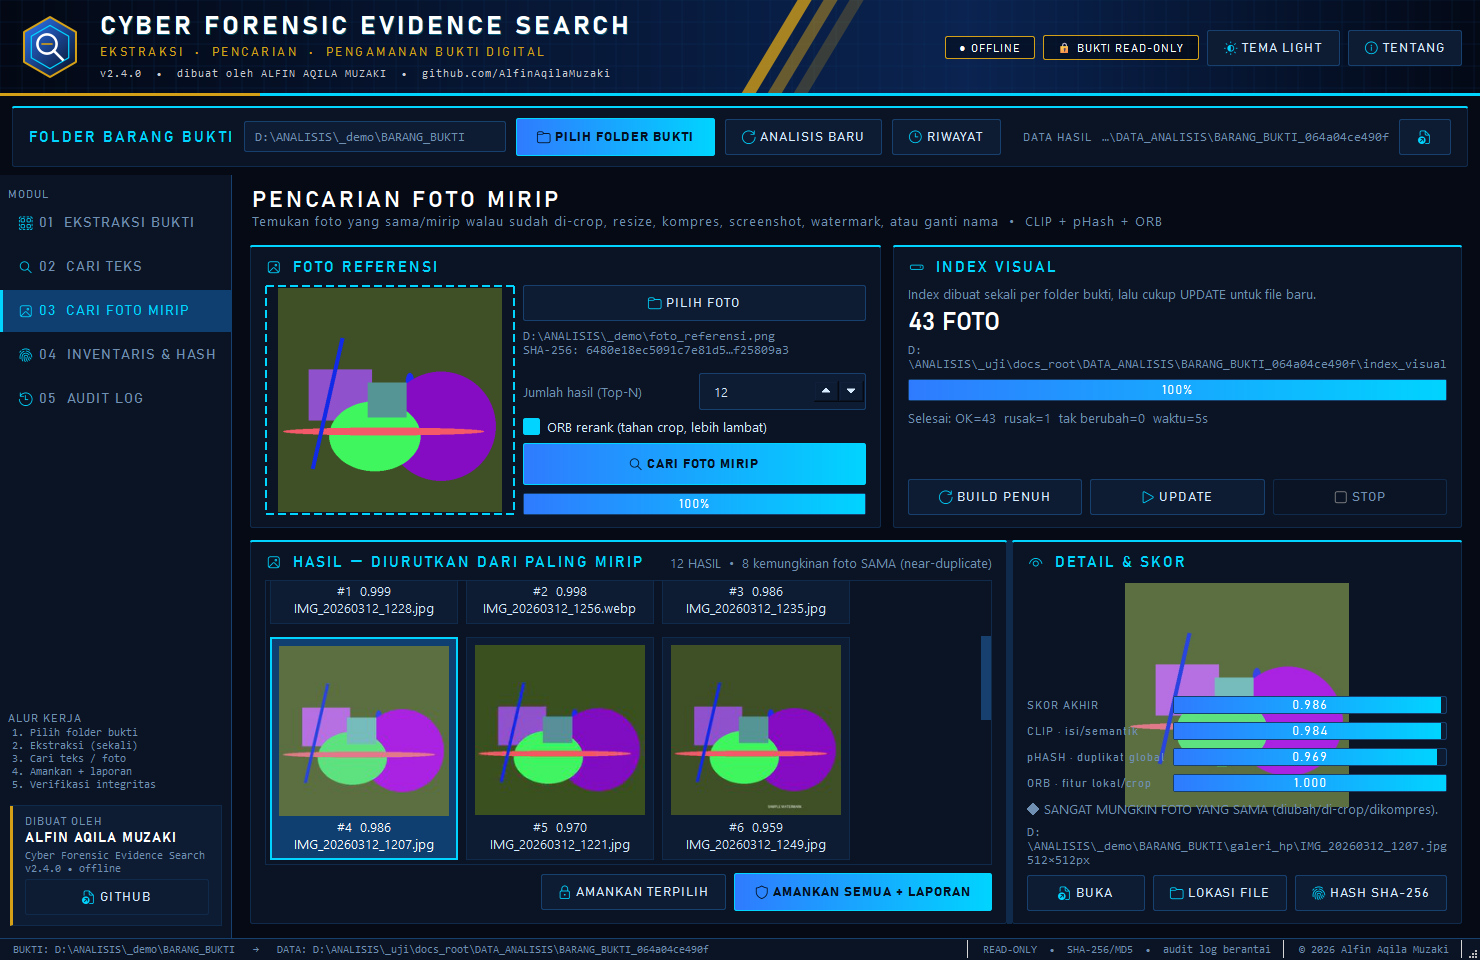 CYBER FORENSIC EVIDENCE SEARCH
EKSTRAKSI · PENCARIAN · PENGAMANAN BUKTI DIGITAL
v2.4.0 • dibuat oleh ALFIN AQILA MUZAKI • github.com/AlfinAqilaMuzaki
● OFFLINE
BUKTI READ-ONLY
TEMA LIGHT
TENTANG
FOLDER BARANG BUKTI
D:\ANALISIS\_demo\BARANG_BUKTI
PILIH FOLDER BUKTI
ANALISIS BARU
RIWAYAT
DATA HASIL …\DATA_ANALISIS\BARANG_BUKTI_064a04ce490f
MODUL
01 EKSTRAKSI BUKTI
02 CARI TEKS
03 CARI FOTO MIRIP
04 INVENTARIS & HASH
05 AUDIT LOG
ALUR KERJA
1. Pilih folder bukti
2. Ekstraksi (sekali)
3. Cari teks / foto
4. Amankan + laporan
5. Verifikasi integritas
DIBUAT OLEH
ALFIN AQILA MUZAKI
Cyber Forensic Evidence Search
v2.4.0 • offline
GITHUB
PENCARIAN FOTO MIRIP
Temukan foto yang sama/mirip walau sudah di-crop, resize, kompres, screenshot, watermark, atau ganti nama • CLIP + pHash + ORB
FOTO REFERENSI
PILIH FOTO
D:\ANALISIS\_demo\foto_referensi.png
SHA-256: 6480e18ec5091c7e81d5…f25809a3
Jumlah hasil (Top-N)
12
ORB rerank (tahan crop, lebih lambat)
CARI FOTO MIRIP
100%
INDEX VISUAL
Index dibuat sekali per folder bukti, lalu cukup UPDATE untuk file baru.
43 FOTO
D:
\ANALISIS\_uji\docs_root\DATA_ANALISIS\BARANG_BUKTI_064a04ce490f\index_visual
100%
Selesai: OK=43 rusak=1 tak berubah=0 waktu=5s
BUILD PENUH
UPDATE
STOP
HASIL — DIURUTKAN DARI PALING MIRIP
12 HASIL • 8 kemungkinan foto SAMA (near-duplicate)
#1 0.999
IMG_20260312_1228.jpg
#2 0.998
IMG_20260312_1256.webp
#3 0.986
IMG_20260312_1235.jpg
#4 0.986
IMG_20260312_1207.jpg
#5 0.970
IMG_20260312_1221.jpg
#6 0.959
IMG_20260312_1249.jpg
AMANKAN TERPILIH
AMANKAN SEMUA + LAPORAN
DETAIL & SKOR
SKOR AKHIR
0.986
CLIP · isi/semantik
0.984
pHASH · duplikat global
0.969
ORB · fitur lokal/crop
1.000
◆ SANGAT MUNGKIN FOTO YANG SAMA (diubah/di-crop/dikompres).
D:
\ANALISIS\_demo\BARANG_BUKTI\galeri_hp\IMG_20260312_1207.jpg
512×512px
BUKA
LOKASI FILE
HASH SHA-256
BUKTI: D:\ANALISIS\_demo\BARANG_BUKTI → DATA: D:\ANALISIS\_uji\docs_root\DATA_ANALISIS\BARANG_BUKTI_064a04ce490f
READ-ONLY • SHA-256/MD5 • audit log berantai
© 2026 Alfin Aqila Muzaki